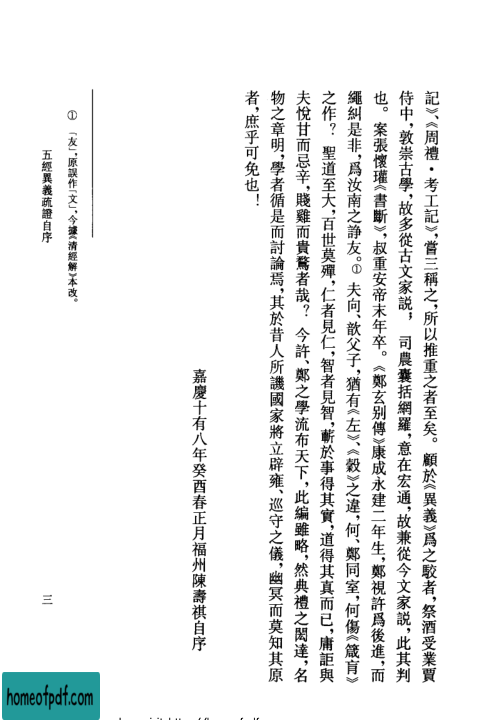 記》、《周禮·考工記》，嘗三稱之，所以推重之者至矣。顧於《異義》爲之駮者，祭酒受業賈
侍中，敦崇古學，故多從古文家説，司農囊括網羅，意在宏通，故兼從今文家説，此其判
也。案張懷瓘《書斷》，叔重安帝末年卒。《鄭玄别傳》康成永建二年生，鄭視許爲後進，而
繩糾是非，爲汝南之諍友。① 夫向、歆父子，猶有《左》、《穀》之違，何、鄭同室，何傷《箴肓》
之作？聖道至大，百世莫殫，仁者見仁，智者見智，蘄於事得其實，道得其真而已，庸詎與
夫悦甘而忌辛，賤雞而貴鶩者哉？今許、鄭之學流布天下，此編雖略，然典禮之閎達，名
物之章明，學者循是而討論焉，其於昔人所譏國家將立辟雍、巡守之儀，幽冥而莫知其原
者，庶乎可免也！
嘉慶十有八年癸酉春正月福州陳壽祺自序
① 「友」，原誤作「文」，今據《清經解》本改。
五經異義疏證自序
三
homeofpdf.com